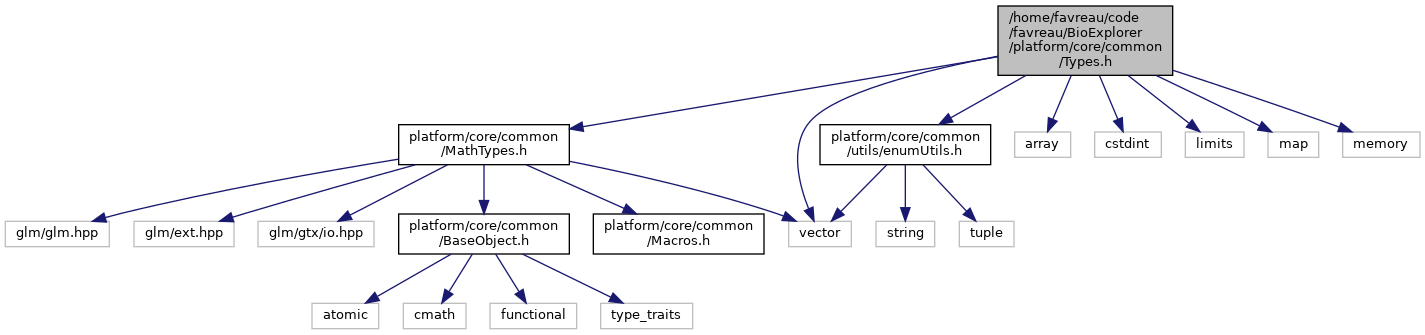 /home/favreau/code
/favreau/BioExplorer
/platform/core/common
/Types.h
platform/core/common
/MathTypes.h
platform/core/common
/utils/enumUtils.h
array
cstdint
limits
map
memory
glm/glm.hpp
glm/ext.hpp
glm/gtx/io.hpp
platform/core/common
/BaseObject.h
platform/core/common
/Macros.h
vector
string
tuple
atomic
cmath
functional
type_traits